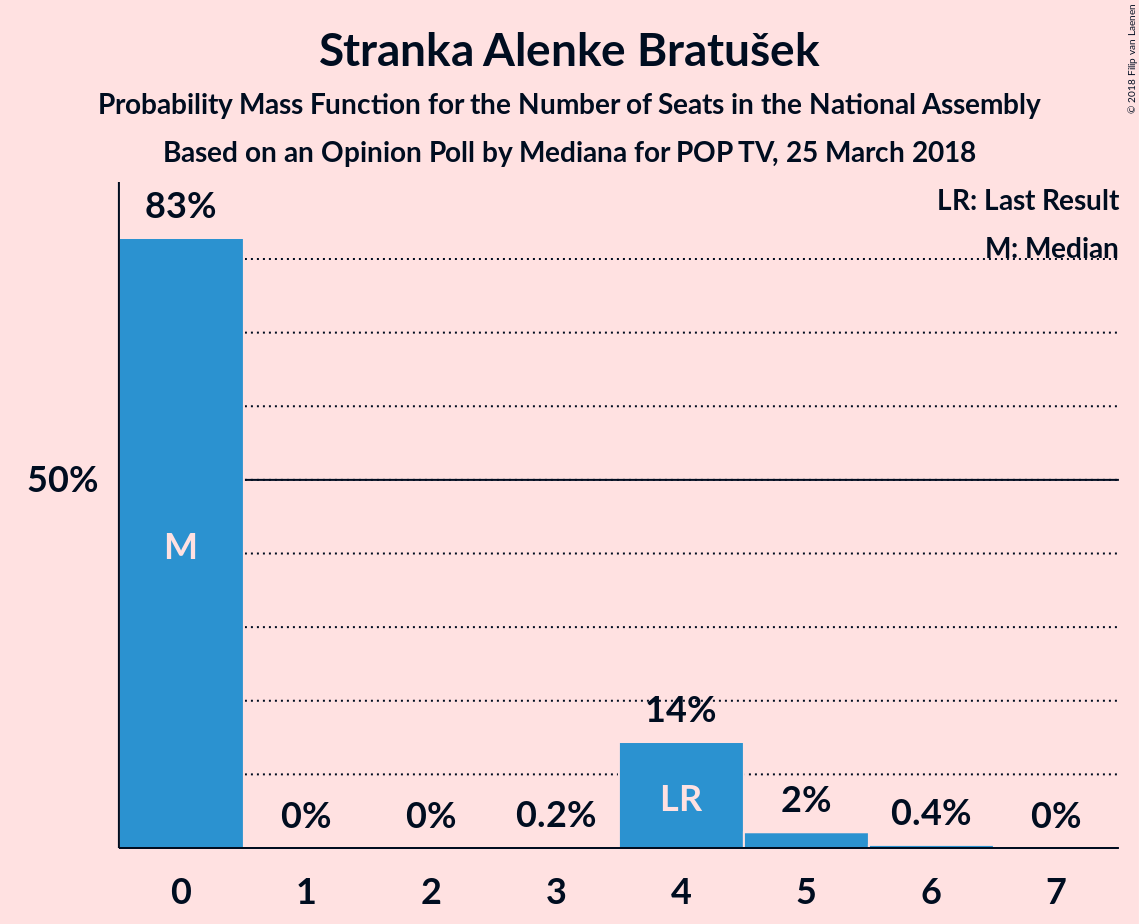 Stranka Alenke Bratušek
Probability Mass Function for the Number of Seats in the National Assembly
Based on an Opinion Poll by Mediana for POP TV, 25 March 2018
© 2018 Filip van Laenen
LR: Last Result
M: Median
83%
50%
M
14%
LR
0%
0%
0.2%
2%
0.4%
0%
0 1 2 3 4 5 6 7